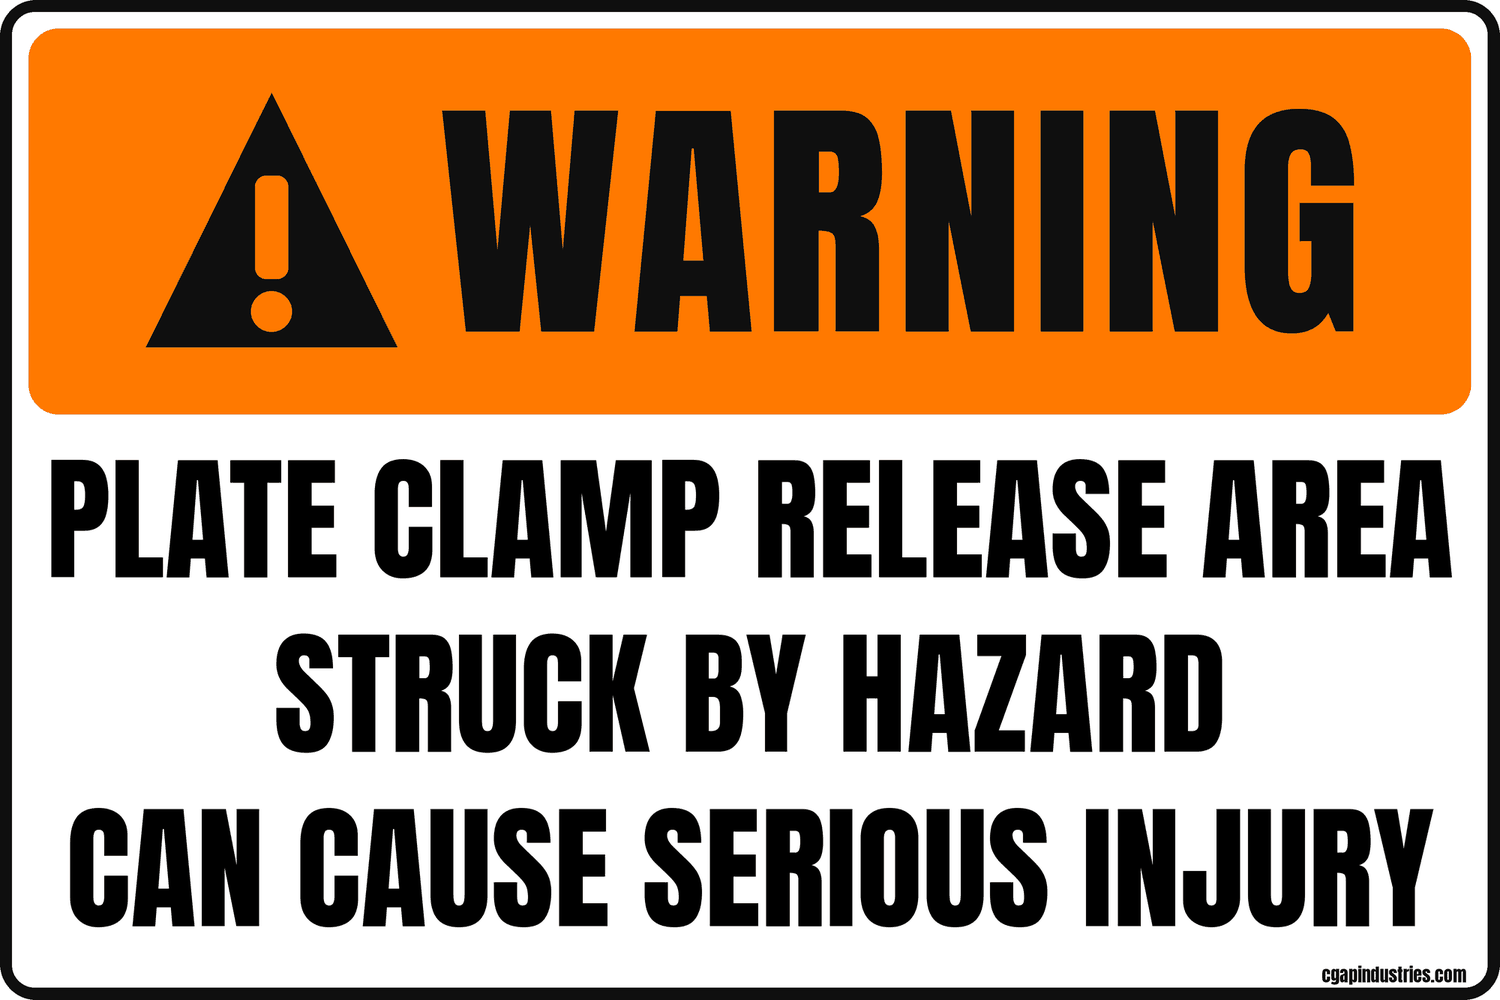 WARNING
PLATE CLAMP RELEASE AREA
STRUCK BY HAZARD
CAN CAUSE SERIOUS INJURY
cgapindustries.com